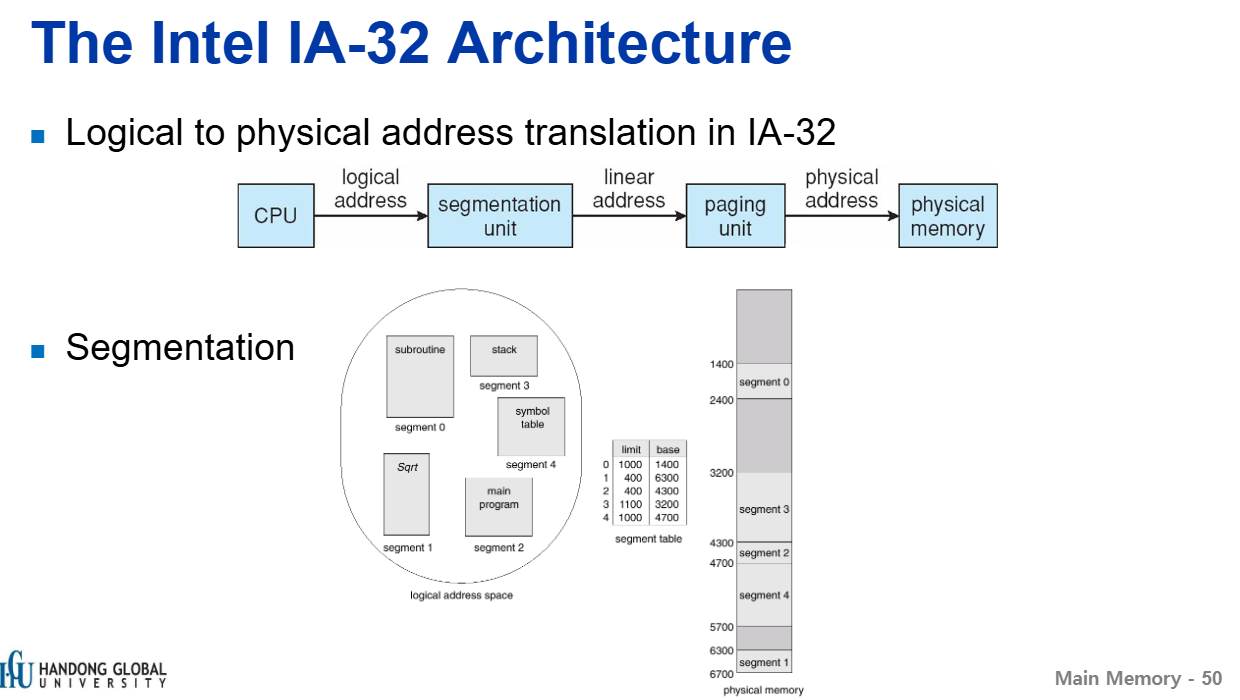 The Intel IA-32 Architecture
Logical to physical address translation in IA-32
CPU
logical
address
segmentation
unit
linear
address
paging
unit
physical
address
physical
memory
Segmentation
subroutine
segment 0
stack
segment 3
symbol
table
segment 4
Sqrt
segment 1
main
program
segment 2
logical address space
limit base
0 1000 1400
1 400 6300
2 400 4300
3 1100 3200
4 1000 4700
segment table
1400
segment 0
2400
3200
segment 3
4300
segment 2
4700
segment 4
5700
6300
segment 1
6700
physical memory
HANDONG GLOBAL
UNIVERSITY
Main Memory - 50